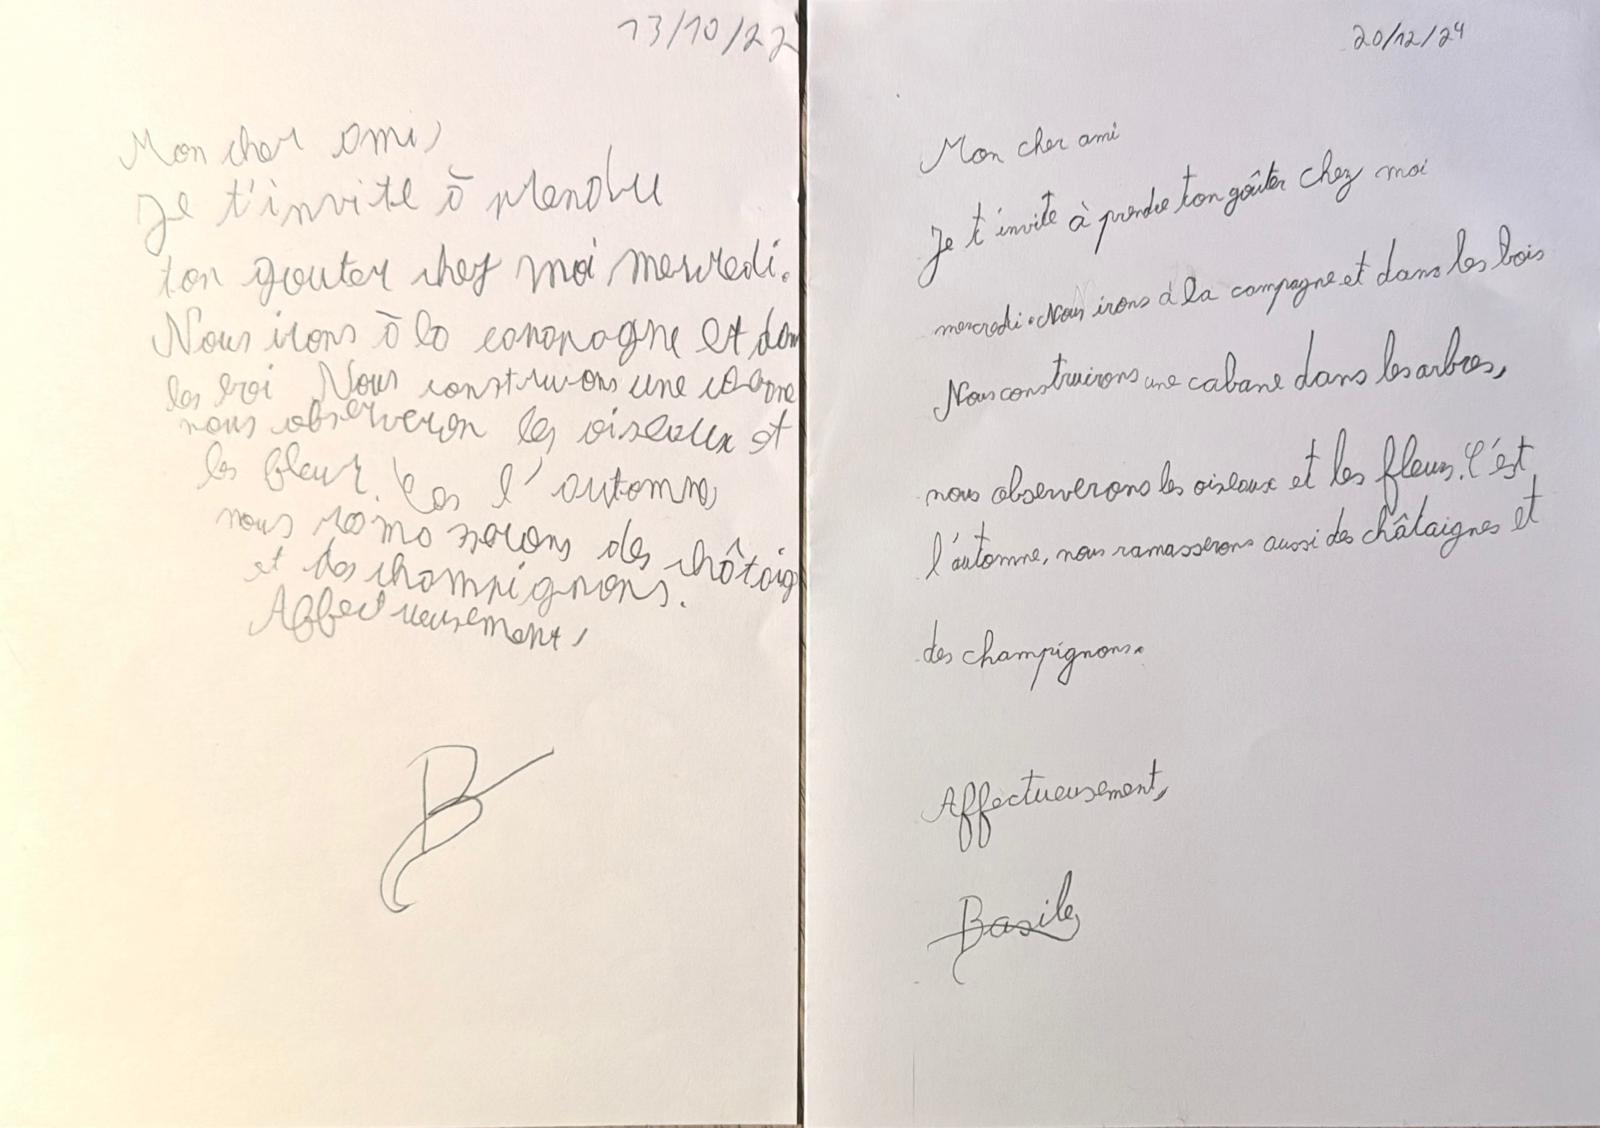 13/10/22
Mon cher ami,
Je t'invite à prendre
ton gouter chez moi mercredi.
Nous irons à la campagne et dans
les boi Nous construirons une cabane
nous observeron les oiseaux et
les fleur. l'automne,
nous ramasserons des châtaig
et des champignons.
Affectueusement,
B
20/12/24
Mon cher ami
Je t'invite à prendre ton goûter chez moi
mercredi. Nous irons à la campagne et dans les bois
Nous construirons une cabane dans les arbres,
nous observerons les oiseaux et les fleurs. C'est
l'automne, nous ramasserons aussi des châtaignes et
des champignons.
Affectueusement,
Basile